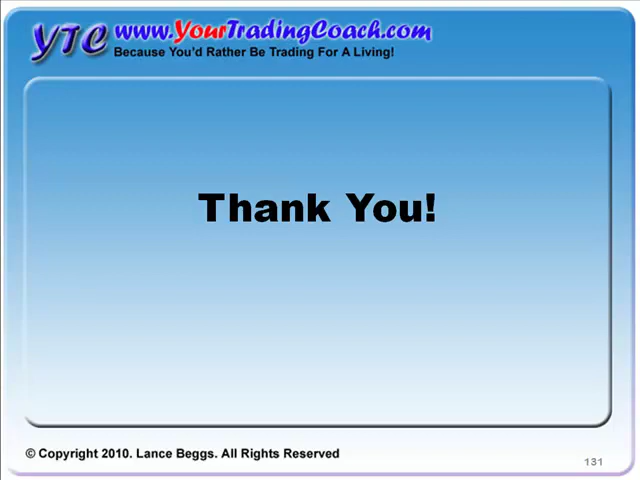 YTC www.YourTradingCoach.com
Because You'd Rather Be Trading For A Living!
Thank You!
© Copyright 2010. Lance Beggs. All Rights Reserved
131